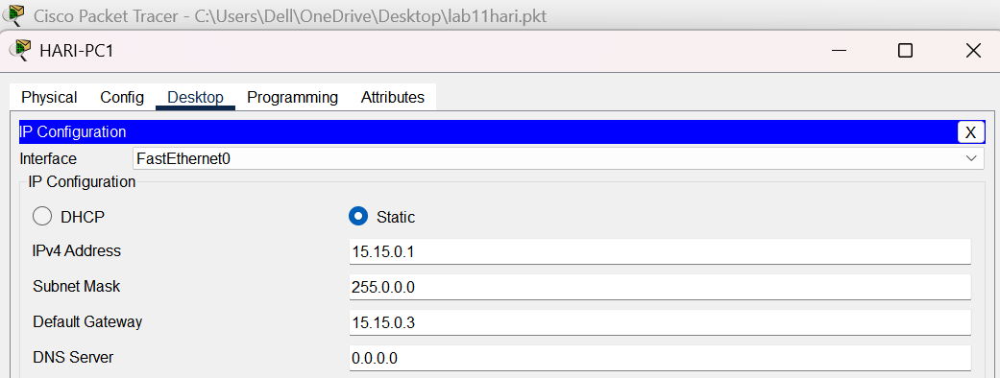 Cisco Packet Tracer - C:\Users\Dell\OneDrive\Desktop\lab11hari.pkt
HARI-PC1
Physical Config Desktop Programming Attributes
IP Configuration X
Interface FastEthernet0
IP Configuration
DHCP Static
IPv4 Address 15.15.0.1
Subnet Mask 255.0.0.0
Default Gateway 15.15.0.3
DNS Server 0.0.0.0